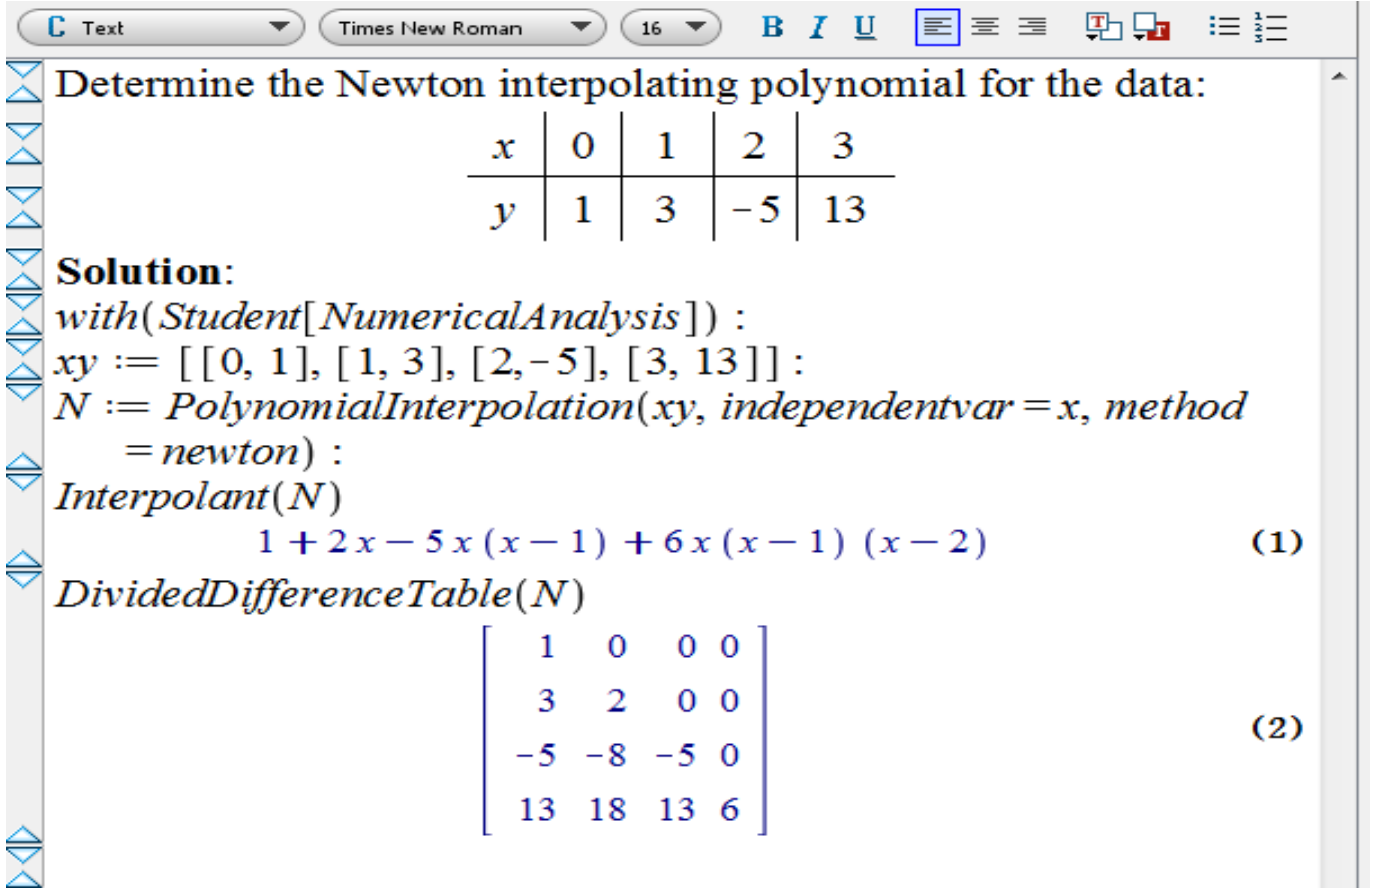 C Text Times New Roman 16 B I U
Determine the Newton interpolating polynomial for the data:
x 0 1 2 3
y 1 3 -5 13
Solution:
with(Student[NumericalAnalysis]) :
xy := [[0, 1], [1, 3], [2,-5], [3, 13]] :
N := PolynomialInterpolation(xy, independentvar = x, method
= newton) :
Interpolant(N)
1 + 2 x − 5 x (x − 1) + 6 x (x − 1) (x − 2) (1)
DividedDifferenceTable(N)
1 0 0 0
3 2 0 0
-5 -8 -5 0
(2)
13 18 13 6